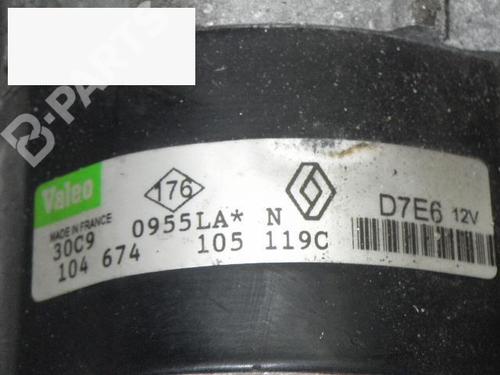 B-PARTS
Valeo
176
MADE IN FRANCE
0955LA* N
D7E6 12V
30C9
104 674 105 119C